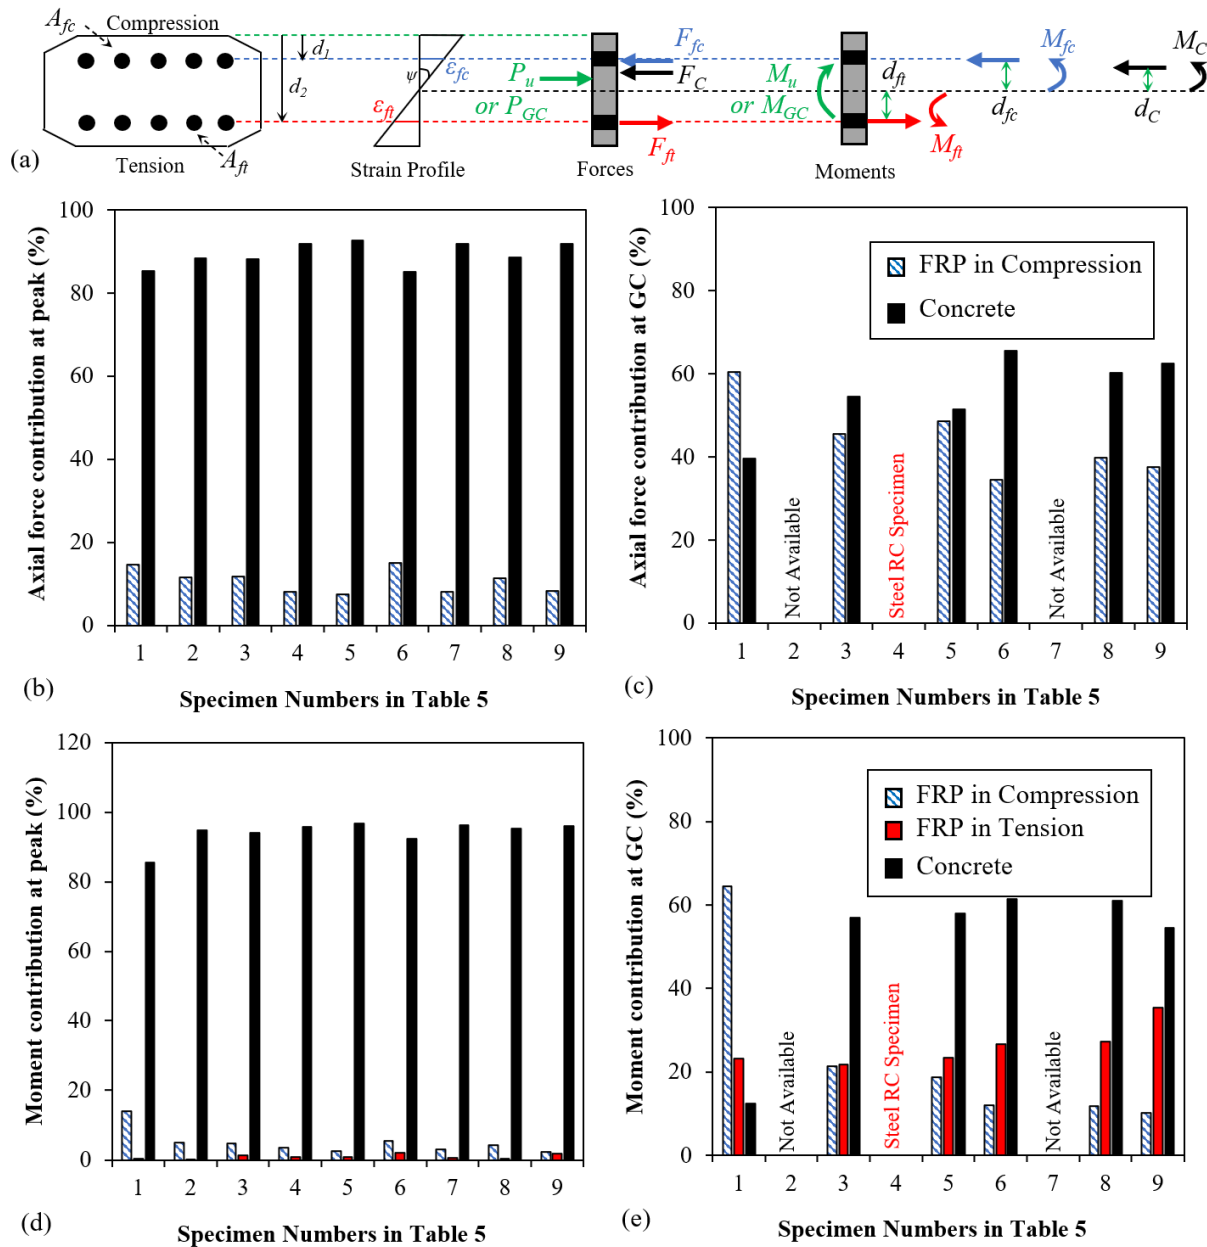 A_fc
Compression
d_1
d_2
A_ft
Tension
(a)
ψ
ε_fc
ε_ft
Strain Profile
P_u
or P_GC
F_fc
F_C
F_ft
Forces
M_u
or M_GC
d_ft
M_ft
Moments
d_fc
M_fc
d_C
M_C
Axial force contribution at peak (%)
100
80
60
40
20
0
1 2 3 4 5 6 7 8 9
(b)
Specimen Numbers in Table 5
Axial force contribution at GC (%)
100
80
60
40
20
0
FRP in Compression
Concrete
Not Available
Steel RC Specimen
Not Available
1 2 3 4 5 6 7 8 9
(c)
Specimen Numbers in Table 5
Moment contribution at peak (%)
120
100
80
60
40
20
0
1 2 3 4 5 6 7 8 9
(d)
Specimen Numbers in Table 5
Moment contribution at GC (%)
100
80
60
40
20
0
FRP in Compression
FRP in Tension
Concrete
Not Available
Steel RC Specimen
Not Available
1 2 3 4 5 6 7 8 9
(e)
Specimen Numbers in Table 5